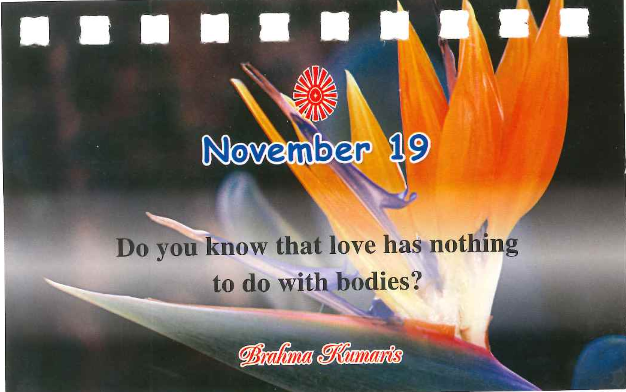 November 19
Do you know that love has nothing
to do with bodies?
Brahma Kumaris